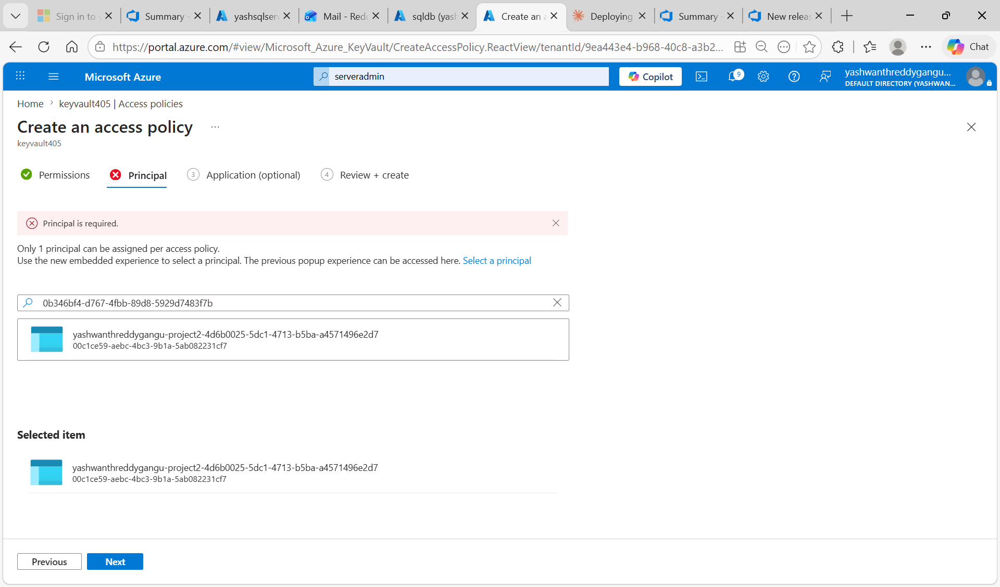 Sign in to
Summary
yashsqlser
Mail - Redo
sqldb (yash
Create an a
Deploying
Summary -
New releas
https://portal.azure.com/#view/Microsoft_Azure_KeyVault/CreateAccessPolicy.ReactView/tenantId/9ea443e4-b968-40c8-a3b2...
Chat
Microsoft Azure
serveradmin
Copilot
9
yashwanthreddygangu...
DEFAULT DIRECTORY (YASHWAN...
Home > keyvault405 | Access policies
Create an access policy ...
keyvault405
Permissions
Principal
3 Application (optional)
4 Review + create
Principal is required.
Only 1 principal can be assigned per access policy.
Use the new embedded experience to select a principal. The previous popup experience can be accessed here. Select a principal
0b346bf4-d767-4fbb-89d8-5929d7483f7b
yashwanthreddygangu-project2-4d6b0025-5dc1-4713-b5ba-a4571496e2d7
00c1ce59-aebc-4bc3-9b1a-5ab082231cf7
Selected item
yashwanthreddygangu-project2-4d6b0025-5dc1-4713-b5ba-a4571496e2d7
00c1ce59-aebc-4bc3-9b1a-5ab082231cf7
Previous
Next